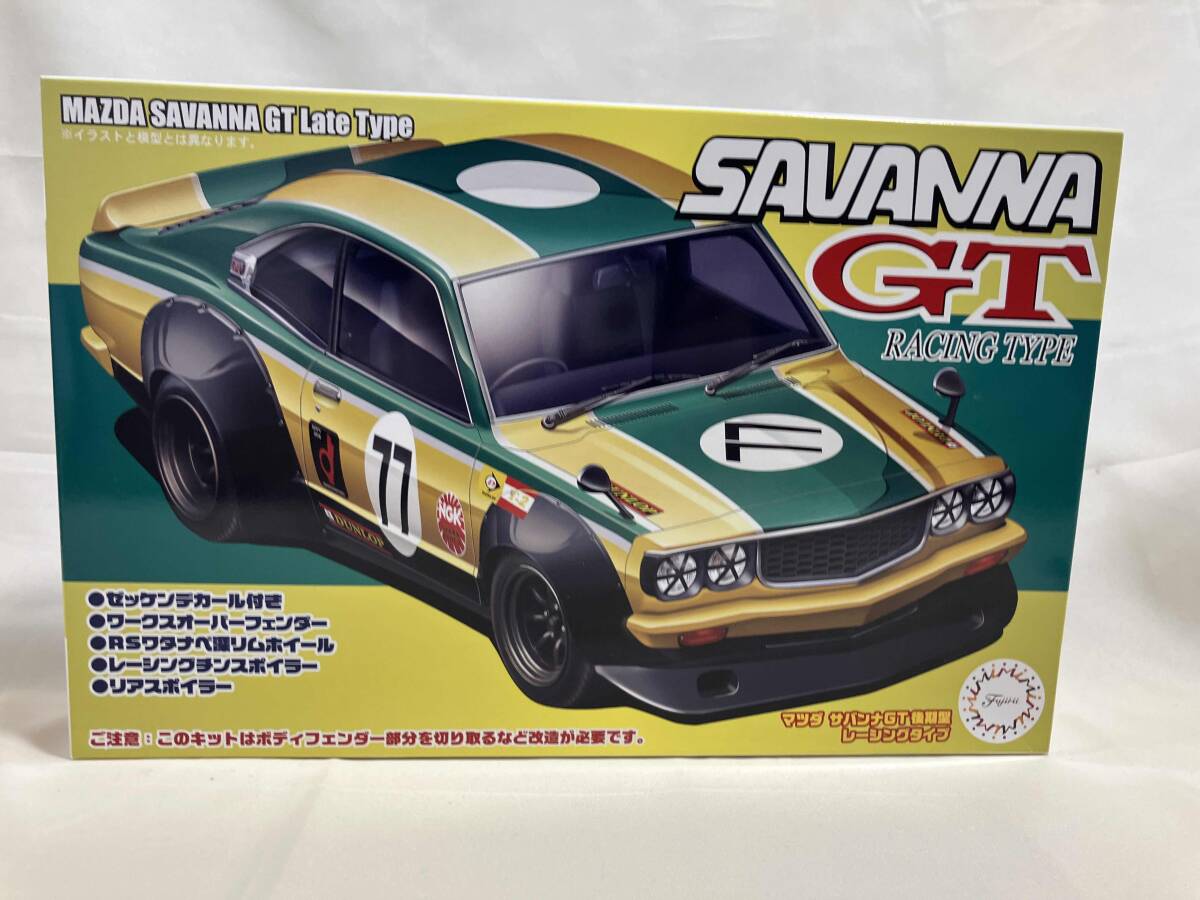 MAZDA SAVANNA GT Late Type
※イラストと模型とは異なります。
SAVANNA
GT
RACING TYPE
77
77
DUNLOP
NGK
DUNLOP
DUNLOP
●ゼッケンデカール付き
●ワークスオーバーフェンダー
●RSワタナベ深リムホイール
●レーシングチンスポイラー
●リアスポイラー
マツダ サバンナGT後期型
レーシングタイプ
Fujimi
ご注意：このキットはボディフェンダー部分を切り取るなど改造が必要です。